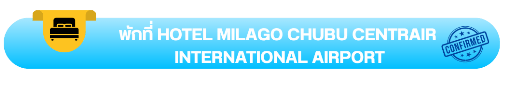 พักที่ HOTEL MILAGO CHUBU CENTRAIR
INTERNATIONAL AIRPORT
CONFIRMED